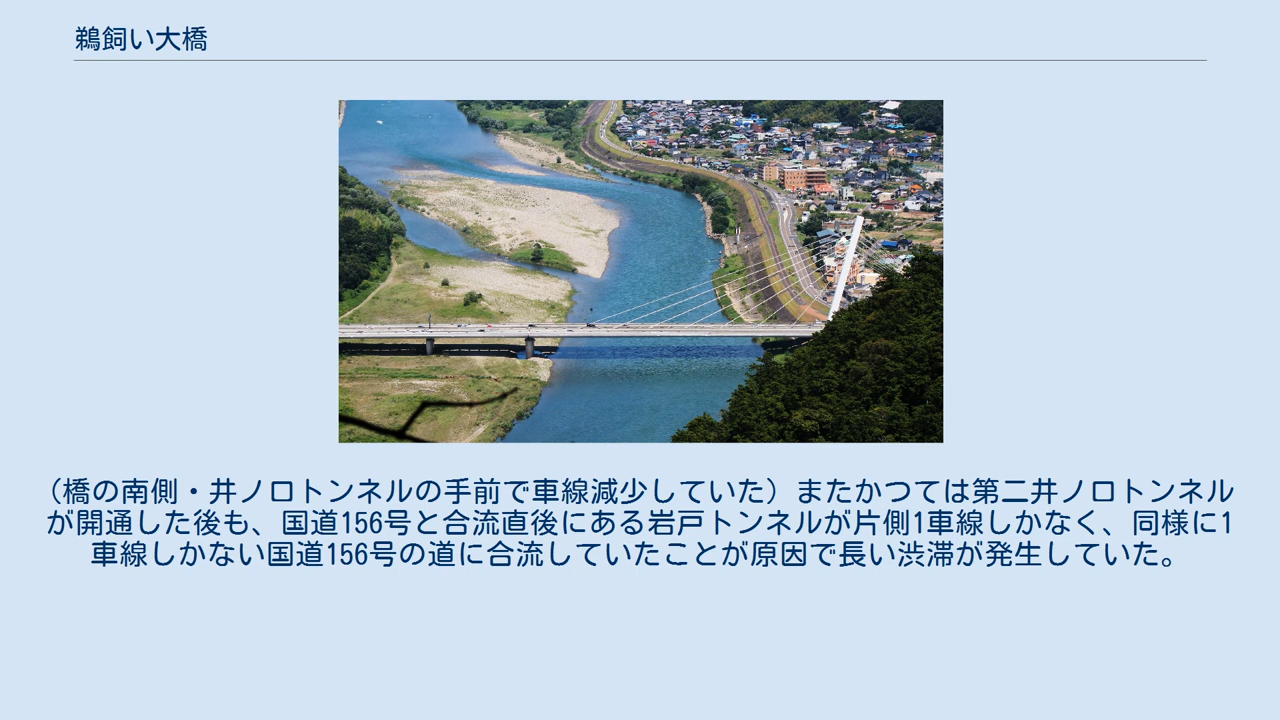 鵜飼い大橋
（橋の南側・井ノ口トンネルの手前で車線減少していた）またかつては第二井ノ口トンネル
が開通した後も、国道156号と合流直後にある岩戸トンネルが片側1車線しかなく、同様に1
車線しかない国道156号の道に合流していたことが原因で長い渋滞が発生していた。